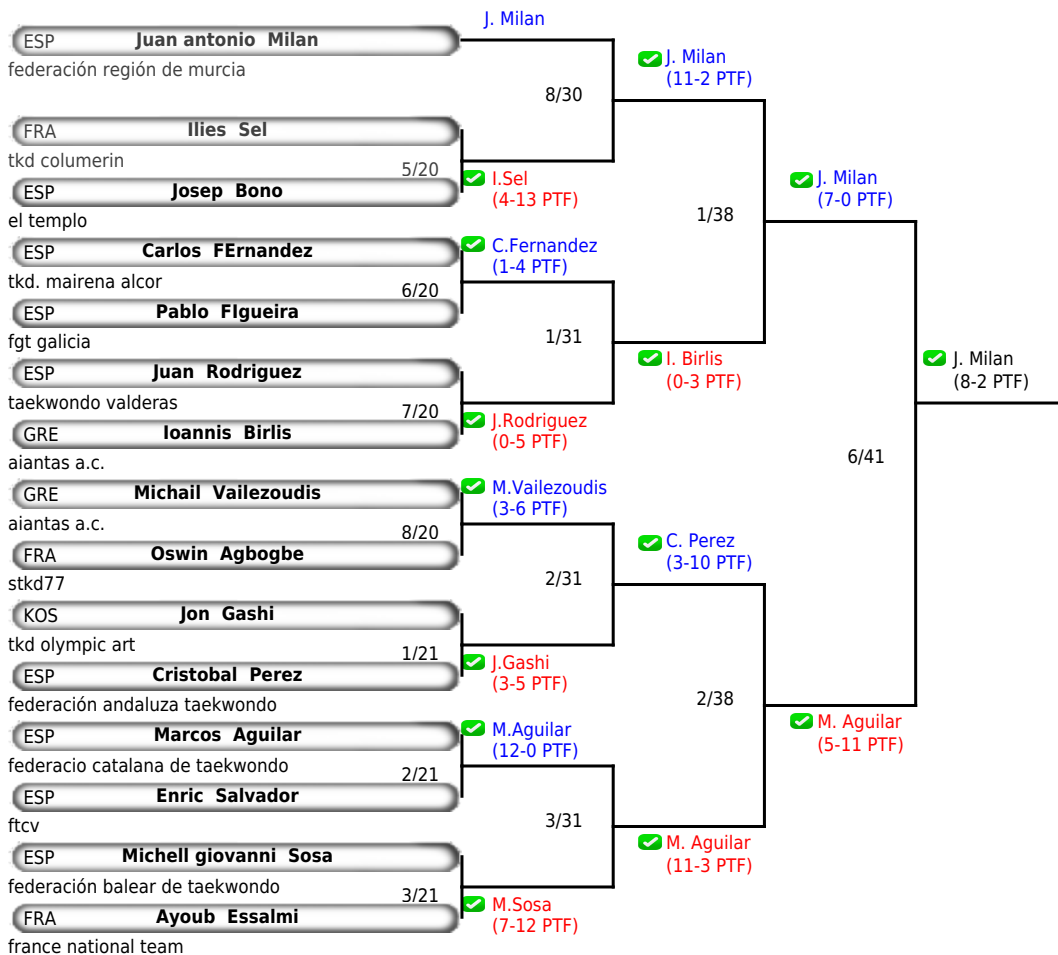 J. Milan
ESP Juan antonio Milan
federación región de murcia
J. Milan
(11-2 PTF)
8/30
FRA Ilies Sel
tkd columerin
5/20
I.Sel
(4-13 PTF)
ESP Josep Bono
el templo
J. Milan
(7-0 PTF)
1/38
ESP Carlos FErnandez
tkd. mairena alcor
C.Fernandez
(1-4 PTF)
6/20
ESP Pablo FIgueira
fgt galicia
1/31
ESP Juan Rodriguez
taekwondo valderas
I. Birlis
(0-3 PTF)
J. Milan
(8-2 PTF)
7/20
J.Rodriguez
(0-5 PTF)
GRE Ioannis Birlis
aiantas a.c.
6/41
GRE Michail Vailezoudis
aiantas a.c.
M.Vailezoudis
(3-6 PTF)
8/20
FRA Oswin Agbogbe
stkd77
C. Perez
(3-10 PTF)
2/31
KOS Jon Gashi
tkd olympic art
1/21
J.Gashi
(3-5 PTF)
ESP Cristobal Perez
federación andaluza taekwondo
2/38
M. Aguilar
(5-11 PTF)
ESP Marcos Aguilar
federacio catalana de taekwondo
M.Aguilar
(12-0 PTF)
2/21
ESP Enric Salvador
ftcv
3/31
ESP Michell giovanni Sosa
federación balear de taekwondo
M. Aguilar
(11-3 PTF)
3/21
M.Sosa
(7-12 PTF)
FRA Ayoub Essalmi
france national team